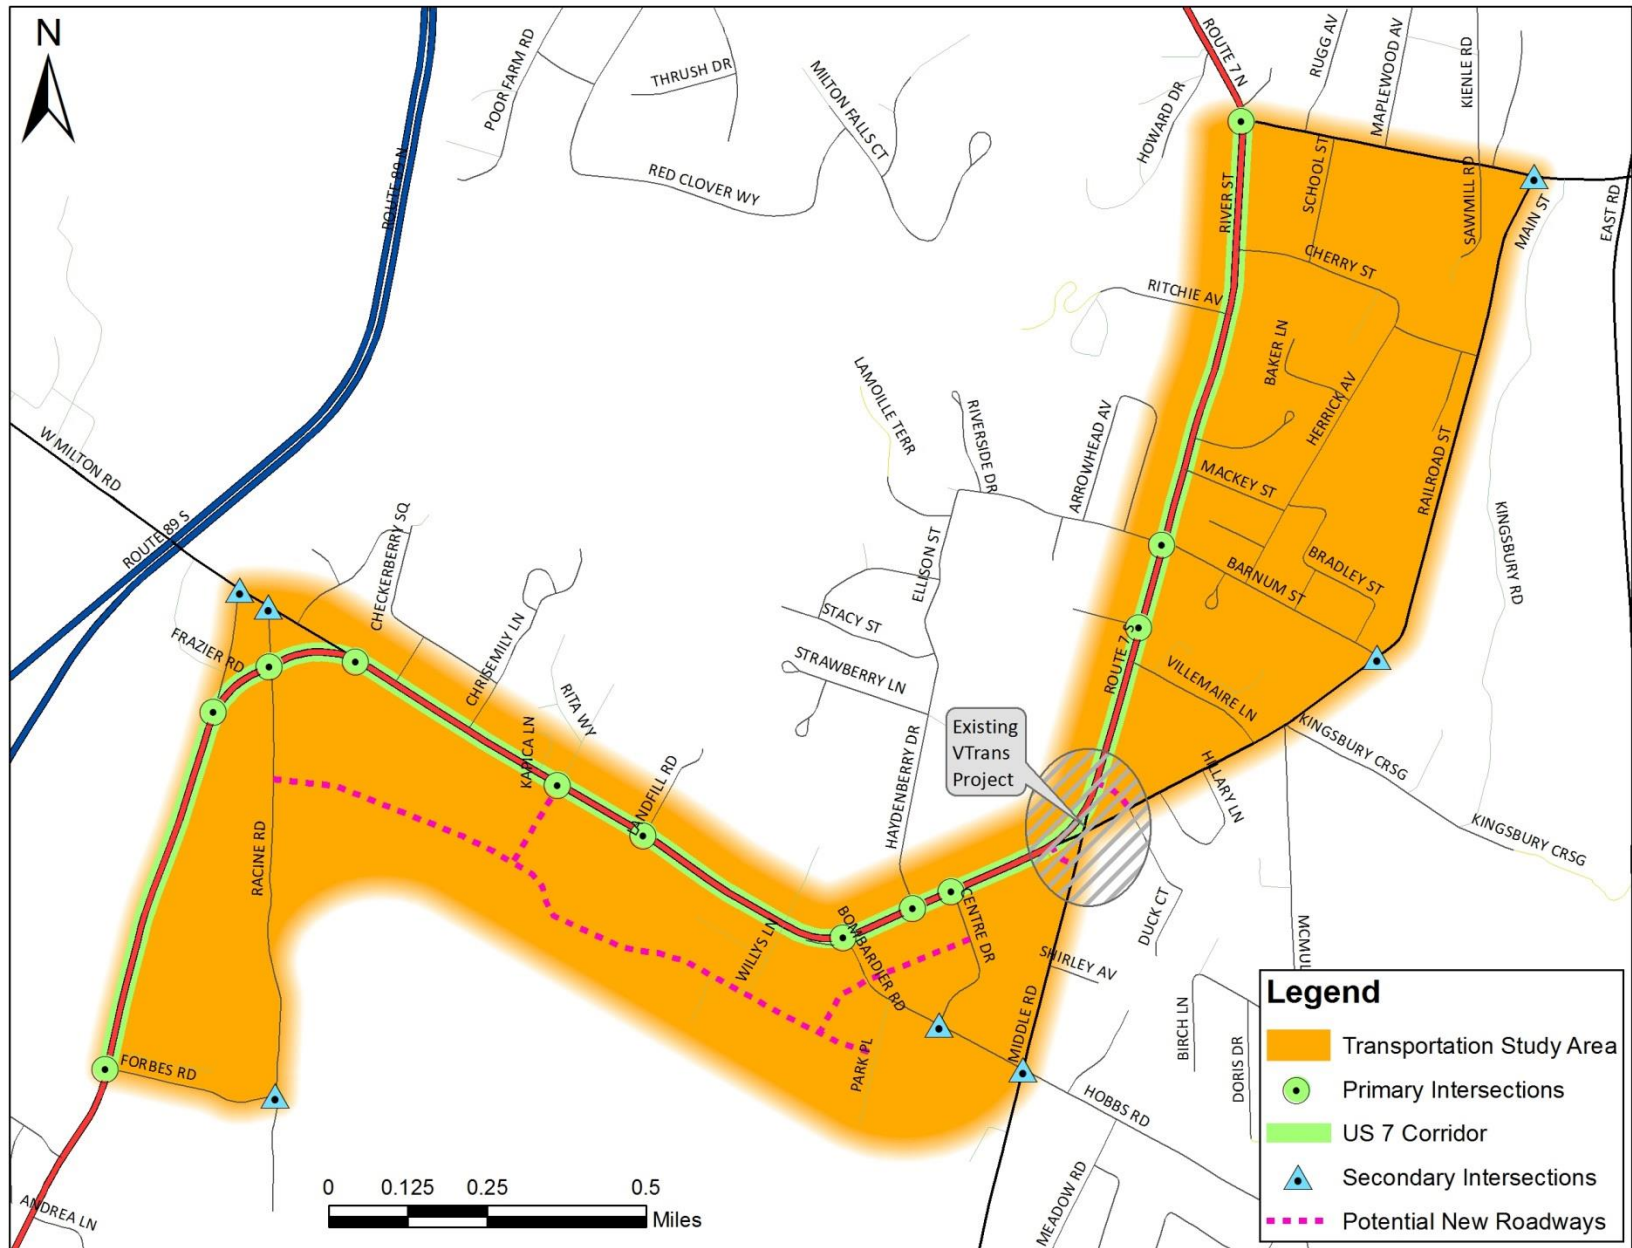 N
ROUTE 7 N
RUGG AV
MAPLEWOOD AV
KIENLE RD
POOR FARM RD
THRUSH DR
MILTON FALLS CT
HOWARD DR
ROUTE 89 N
RED CLOVER WY
RIVER ST
SCHOOL ST
SAWMILL RD
MAIN ST
EAST RD
CHERRY ST
RITCHIE AV
BAKER LN
LAMOILLE TERR
RIVERSIDE DR
ARROWHEAD AV
HERRICK AV
W MILTON RD
MACKEY ST
RAILROAD ST
KINGSBURY RD
ROUTE 89 S
CHECKERBERRY SQ
ELLISON ST
BARNUM ST
BRADLEY ST
FRAZIER RD
CHRISEMILY LN
STACY ST
STRAWBERRY LN
ROUTE 7 S
VILLEMAIRE LN
RITA WY
KAPICA LN
LANDFILL RD
HAYDENBERRY DR
Existing
VTrans
Project
HILLARY LN
KINGSBURY CRSG
KINGSBURY CRSG
RACINE RD
WILLYS LN
BOMBARDIER RD
CENTRE DR
DUCK CT
SHIRLEY AV
MCMUL
FORBES RD
PARK PL
MIDDLE RD
BIRCH LN
DORIS DR
HOBBS RD
MEADOW RD
ANDREA LN
0 0.125 0.25 0.5
Miles
Legend
Transportation Study Area
Primary Intersections
US 7 Corridor
Secondary Intersections
Potential New Roadways